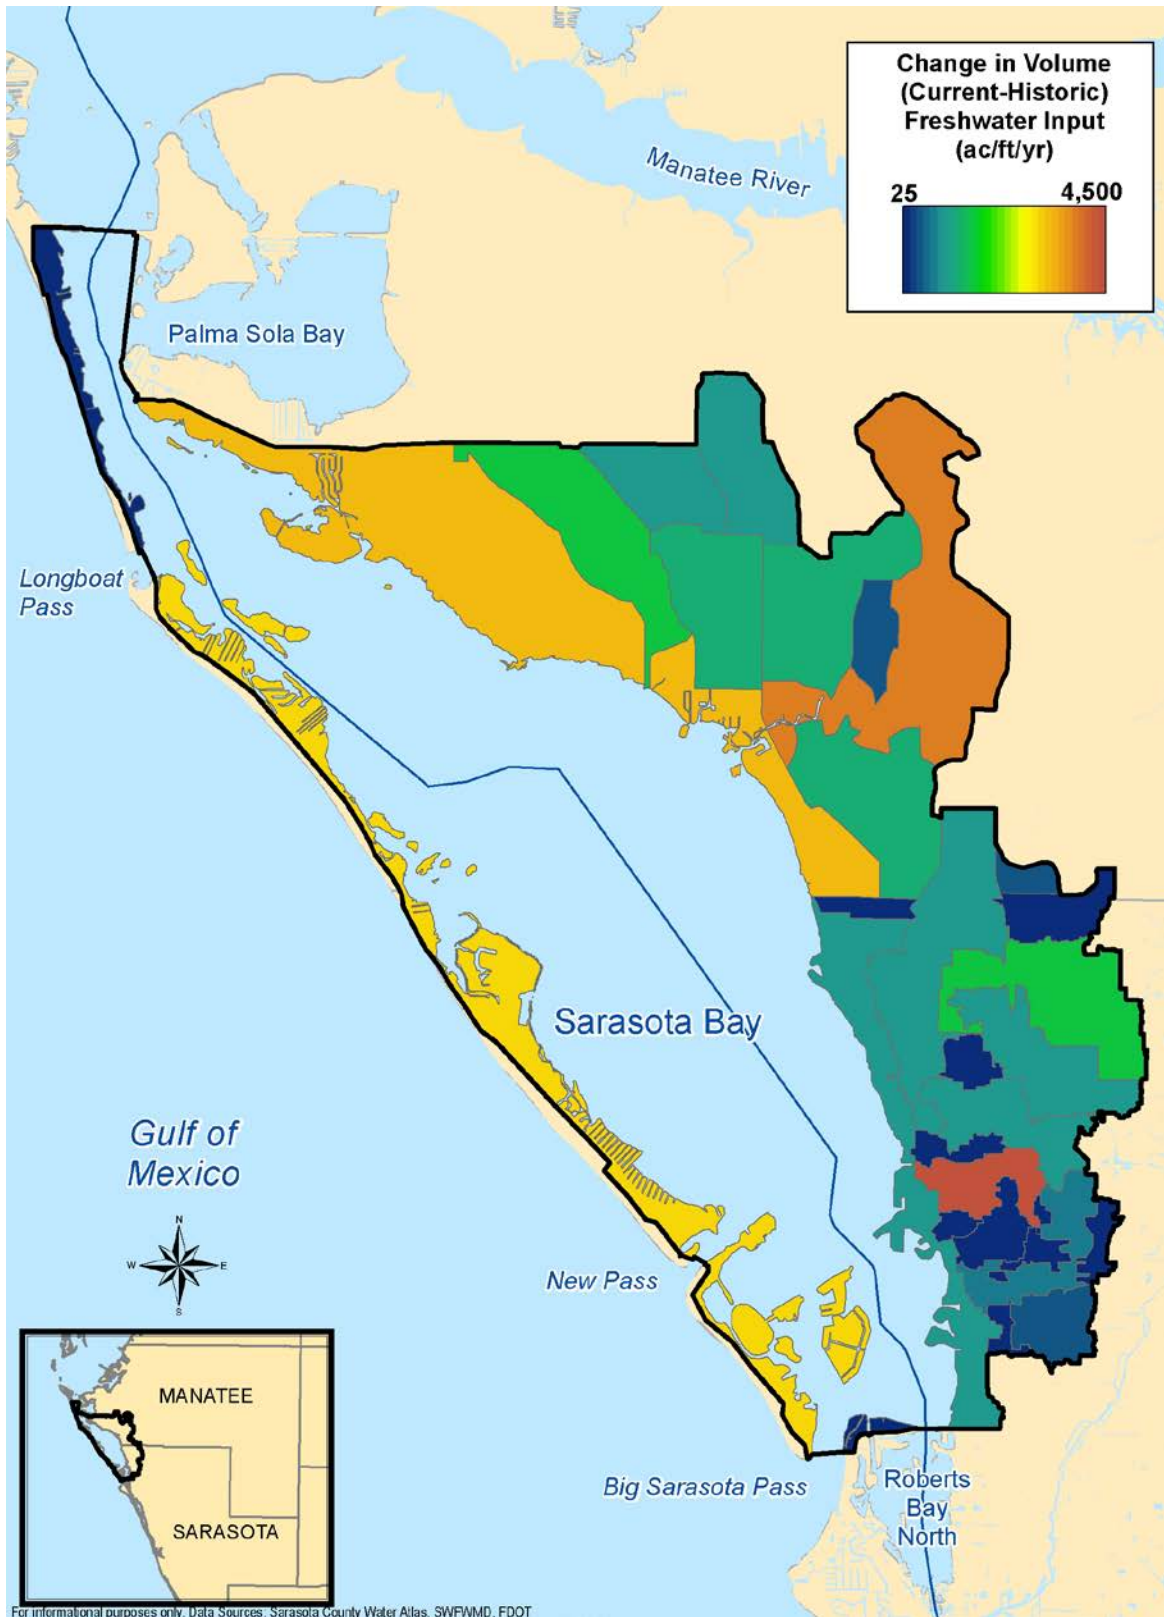 Change in Volume
(Current-Historic)
Freshwater Input
(ac/ft/yr)
25 4,500
Manatee River
Palma Sola Bay
Longboat
Pass
Sarasota Bay
Gulf of
Mexico
N
W E
S
New Pass
MANATEE
SARASOTA
Big Sarasota Pass
Roberts
Bay
North
For informational purposes only. Data Sources: Sarasota County Water Atlas, SWFWMD, FDOT